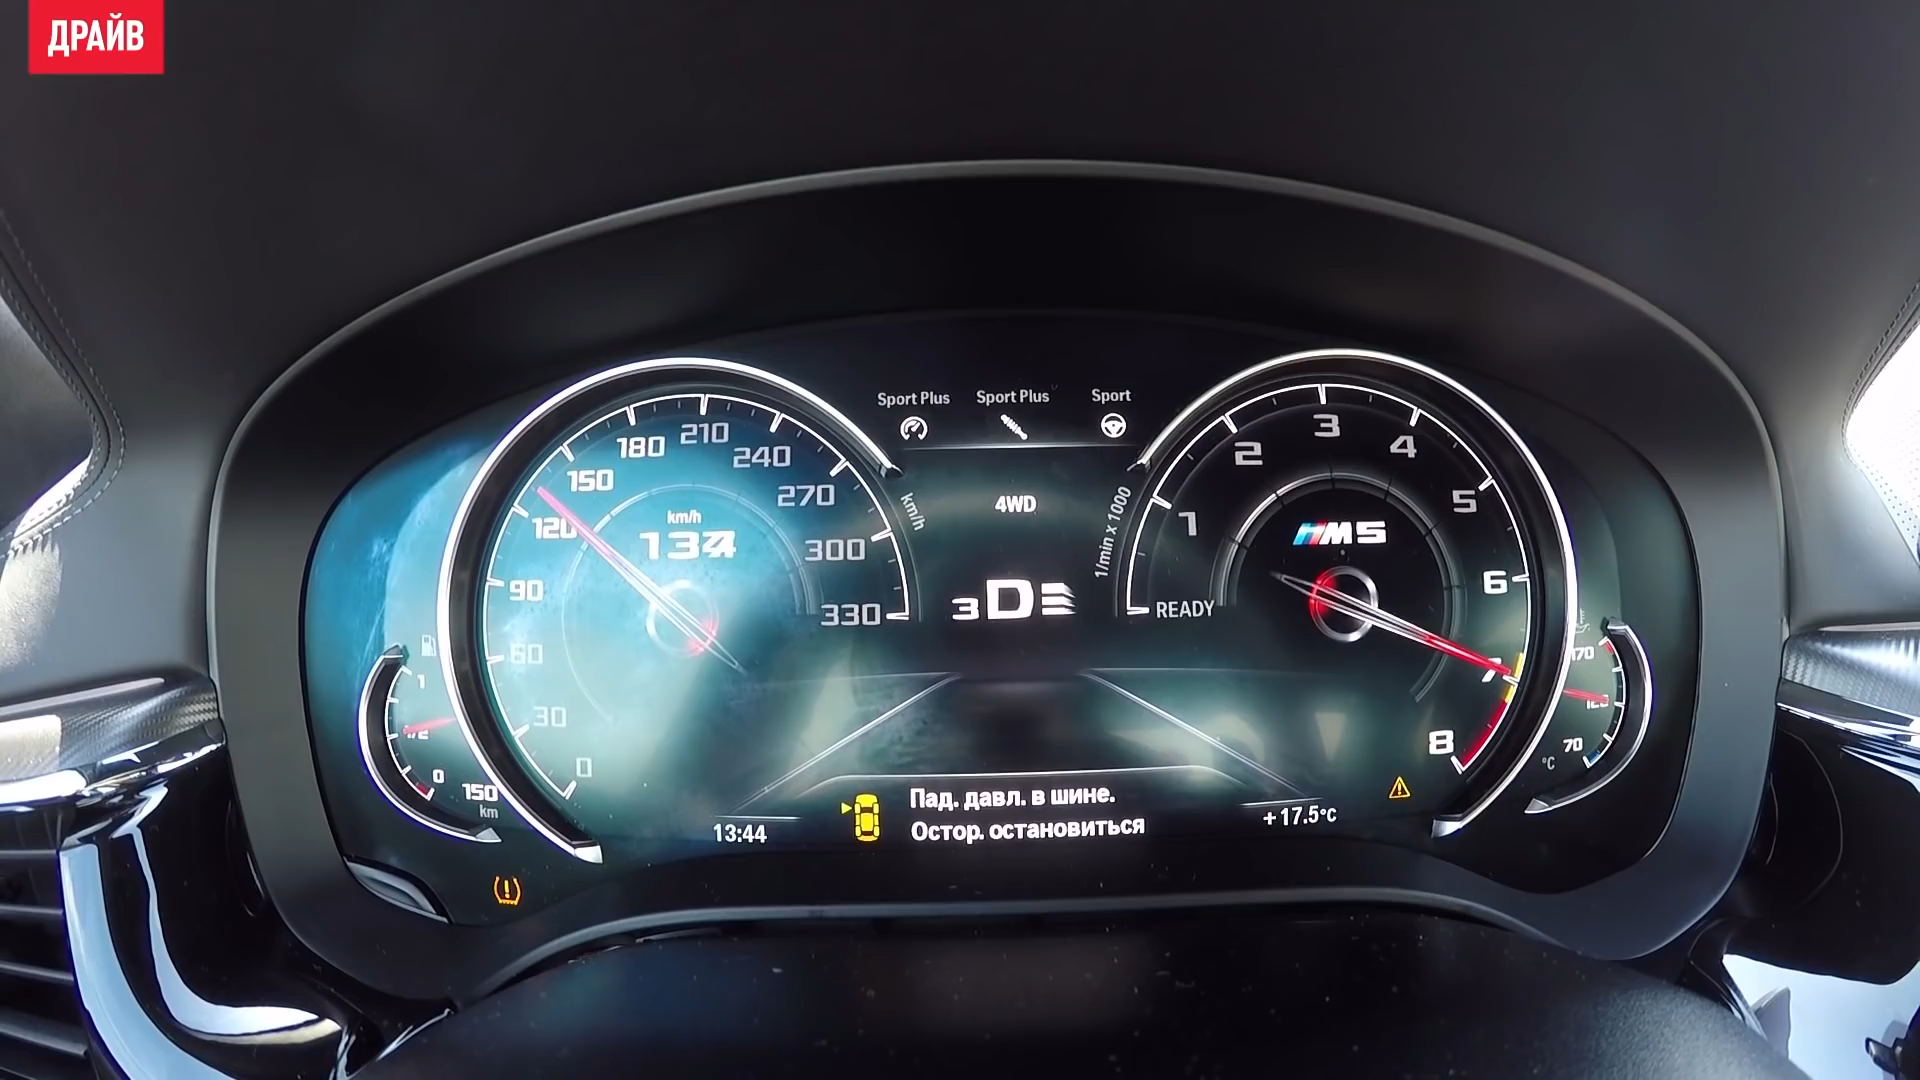 ДРАЙВ
Sport Plus
Sport Plus
Sport
180
210
240
150
270
120
km/h
134
300
90
330
60
30
0
km/h
4WD
3D
1/min x 1000
3
2
4
5
1
M5
6
READY
7
8
1
0
150
km
170
70
°C
13:44
Пад. давл. в шине.
Остор. остановиться
+17.5°C